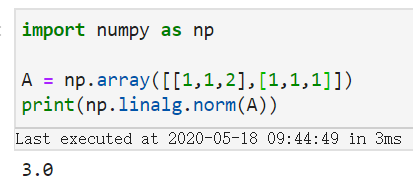 import numpy as np
A = np.array([[1,1,2],[1,1,1]])
print(np.linalg.norm(A))
Last executed at 2020-05-18 09:44:49 in 3ms
3.0